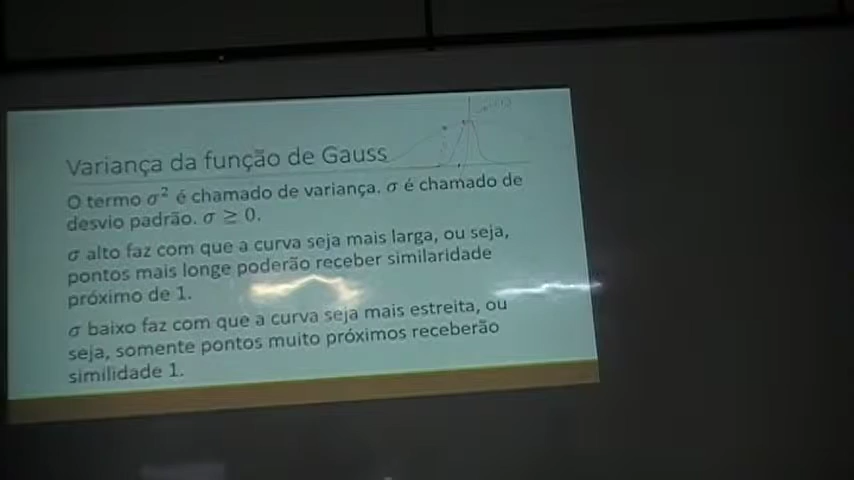 Variança da função de Gauss
O termo σ² é chamado de variança. σ é chamado de
desvio padrão. σ ≥ 0.
σ alto faz com que a curva seja mais larga, ou seja,
pontos mais longe poderão receber similaridade
próximo de 1.
σ baixo faz com que a curva seja mais estreita, ou
seja, somente pontos muito próximos receberão
similidade 1.